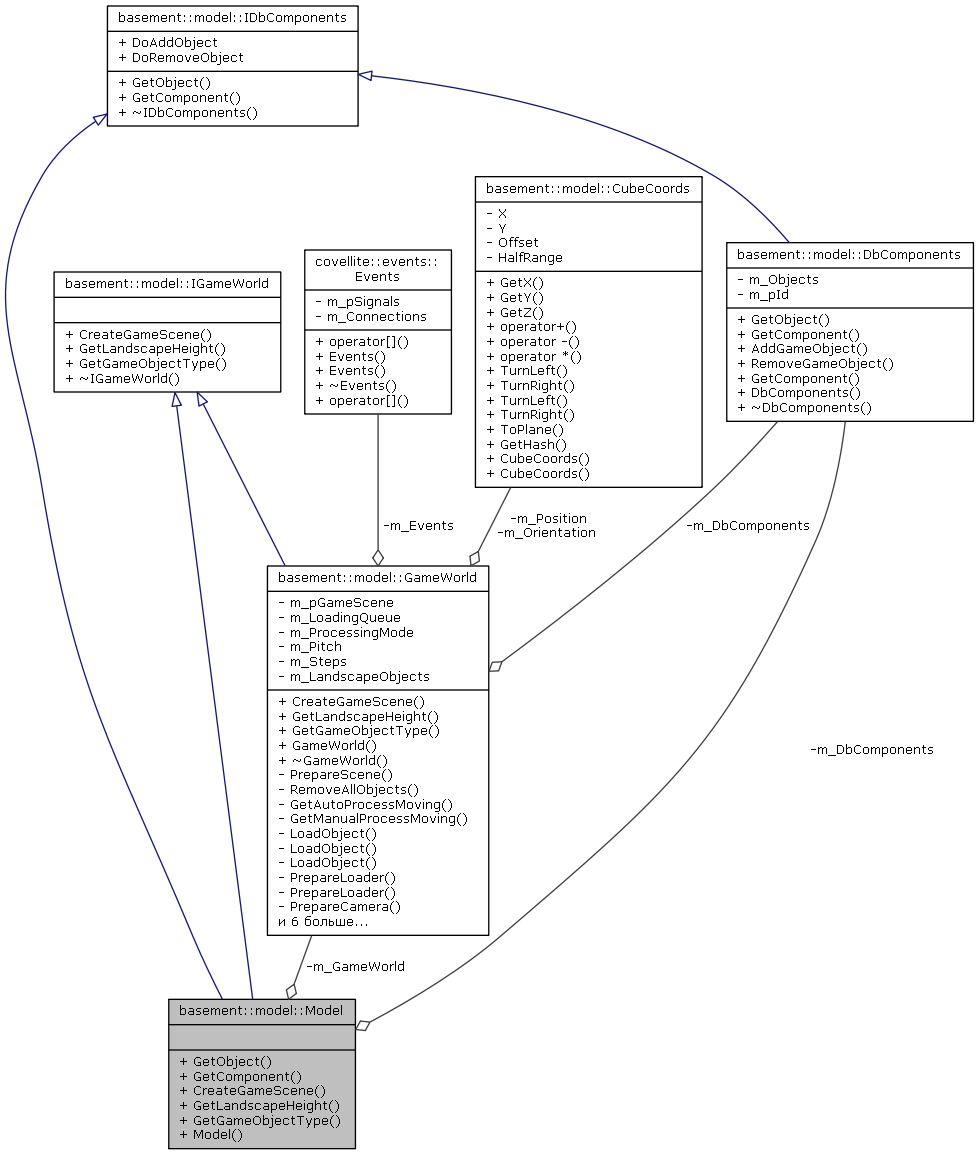 basement::model::IDbComponents
+ DoAddObject
+ DoRemoveObject
+ GetObject()
+ GetComponent()
+ ~IDbComponents()
basement::model::CubeCoords
- X
- Y
- Offset
- HalfRange
+ GetX()
+ GetY()
+ GetZ()
+ operator+()
+ operator -()
+ operator *()
+ TurnLeft()
+ TurnRight()
+ TurnLeft()
+ TurnRight()
+ ToPlane()
+ GetHash()
+ CubeCoords()
+ CubeCoords()
basement::model::DbComponents
- m_Objects
- m_pId
+ GetObject()
+ GetComponent()
+ AddGameObject()
+ RemoveGameObject()
+ GetComponent()
+ DbComponents()
+ ~DbComponents()
covellite::events::
Events
- m_pSignals
- m_Connections
+ operator[]()
+ Events()
+ Events()
+ ~Events()
+ operator[]()
basement::model::IGameWorld
+ CreateGameScene()
+ GetLandscapeHeight()
+ GetGameObjectType()
+ ~IGameWorld()
-m_Events
-m_Position
-m_Orientation
-m_DbComponents
basement::model::GameWorld
- m_pGameScene
- m_LoadingQueue
- m_ProcessingMode
- m_Pitch
- m_Steps
- m_LandscapeObjects
+ CreateGameScene()
+ GetLandscapeHeight()
+ GetGameObjectType()
+ GameWorld()
+ ~GameWorld()
- PrepareScene()
- RemoveAllObjects()
- GetAutoProcessMoving()
- GetManualProcessMoving()
- LoadObject()
- LoadObject()
- LoadObject()
- PrepareLoader()
- PrepareLoader()
- PrepareCamera()
и 6 больше...
-m_DbComponents
-m_GameWorld
basement::model::Model
+ GetObject()
+ GetComponent()
+ CreateGameScene()
+ GetLandscapeHeight()
+ GetGameObjectType()
+ Model()